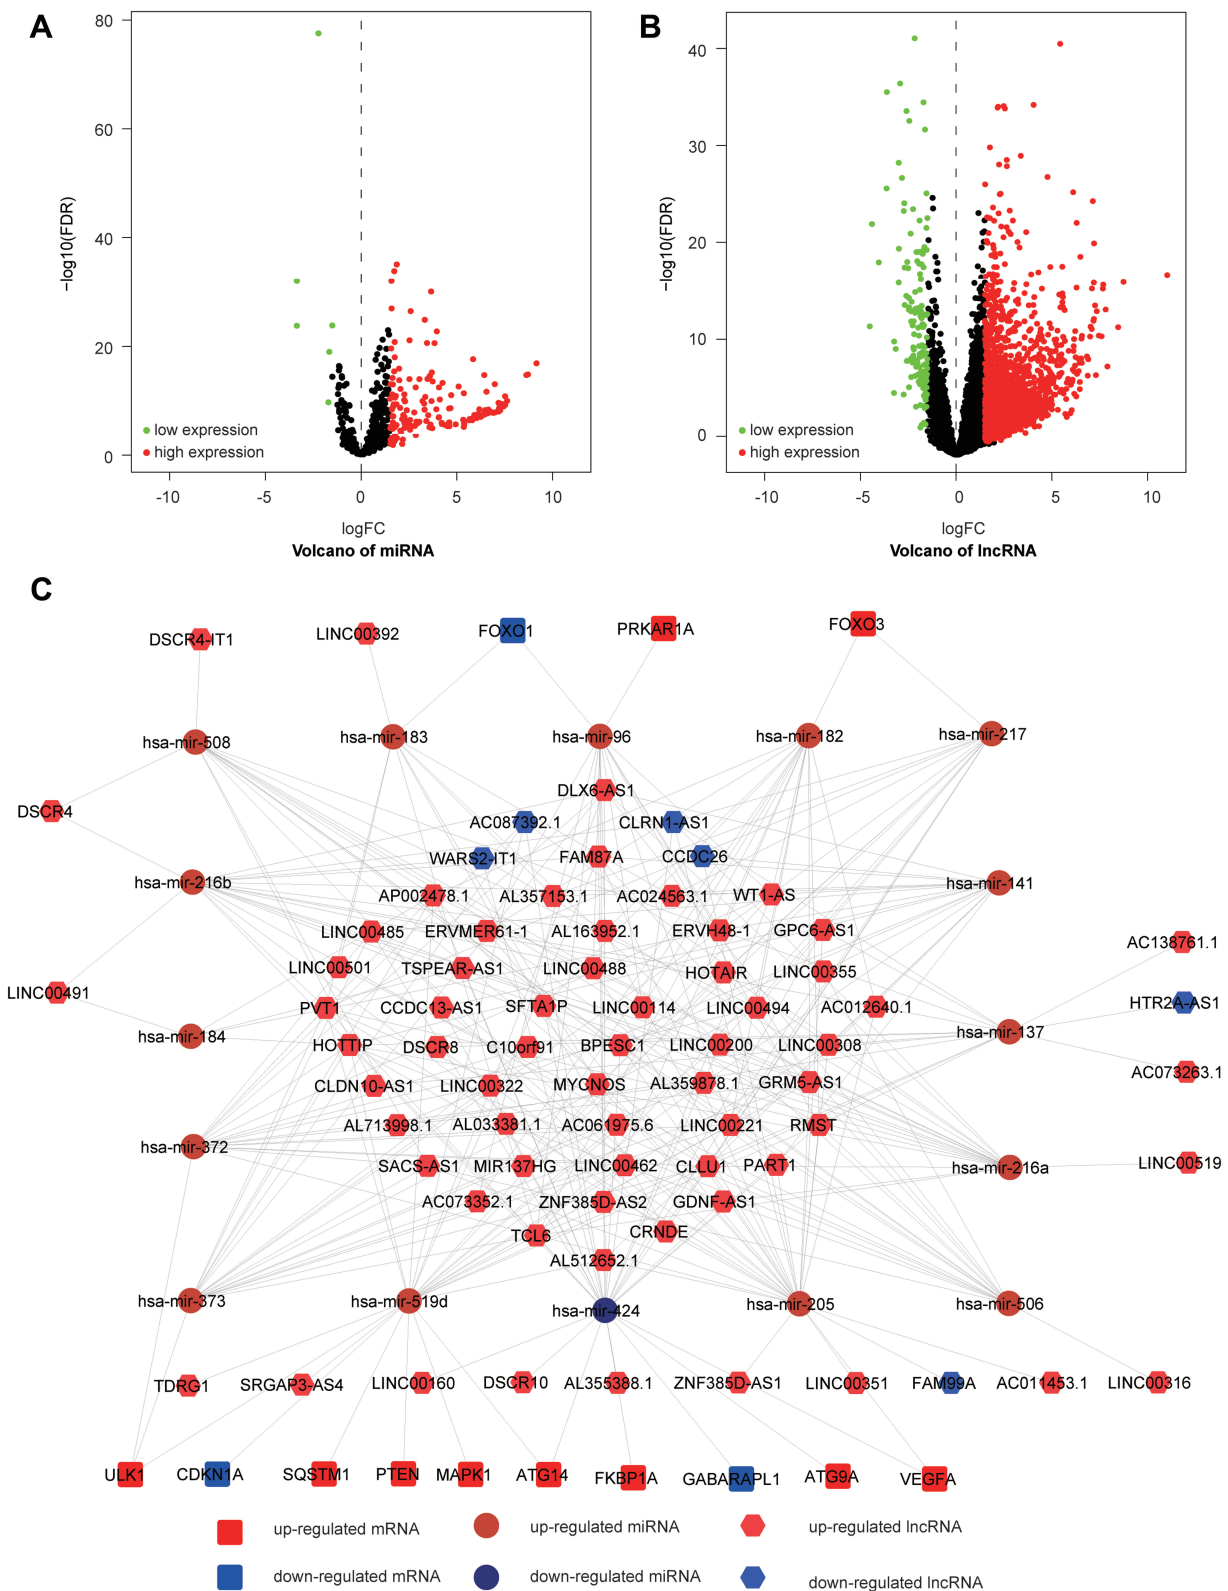 A
B
80
60
40
20
0
−log10(FDR)
low expression
high expression
-10
-5
0
5
10
logFC
Volcano of miRNA
40
30
20
10
0
−log10(FDR)
low expression
high expression
-10
-5
0
5
10
logFC
Volcano of lncRNA
C
DSCR4-IT1 LINC00392 FOXO1 PRKAR1A FOXO3
hsa-mir-508 hsa-mir-183 hsa-mir-96 hsa-mir-182 hsa-mir-217
DLX6-AS1
DSCR4 AC087392.1 CLRN1-AS1
WARS2-IT1 FAM87A CCDC26
hsa-mir-216b hsa-mir-141
AP002478.1 AL357153.1 AC024563.1 WT1-AS
LINC00485 ERVMER61-1 AL163952.1 ERVH48-1 GPC6-AS1
AC138761.1
LINC00501 TSPEAR-AS1 LINC00488 HOTAIR LINC00355
LINC00491 HTR2A-AS1
PVT1 CCDC13-AS1 SFTA1P LINC00114 LINC00494 AC012640.1
hsa-mir-184 hsa-mir-137
HOTTIP DSCR8 C10orf91 BPESC1 LINC00200 LINC00308
AC073263.1
CLDN10-AS1 LINC00322 MYCNOS AL359878.1 GRM5-AS1
AL713998.1 AL033381.1 AC061975.6 LINC00221 RMST
hsa-mir-372
SACS-AS1 MIR137HG LINC00462 CLLU1 PART1 hsa-mir-216a LINC00519
AC073352.1 ZNF385D-AS2 GDNF-AS1
TCL6 CRNDE
AL512652.1
hsa-mir-373 hsa-mir-519d hsa-mir-424 hsa-mir-205 hsa-mir-506
TDRG1 SRGAP3-AS4 LINC00160 DSCR10 AL355388.1 ZNF385D-AS1 LINC00351 FAM99A AC011453.1 LINC00316
ULK1 CDKN1A SQSTM1 PTEN MAPK1 ATG14 FKBP1A GABARAPL1 ATG9A VEGFA
up-regulated mRNA up-regulated miRNA up-regulated lncRNA
down-regulated mRNA down-regulated miRNA down-regulated lncRNA